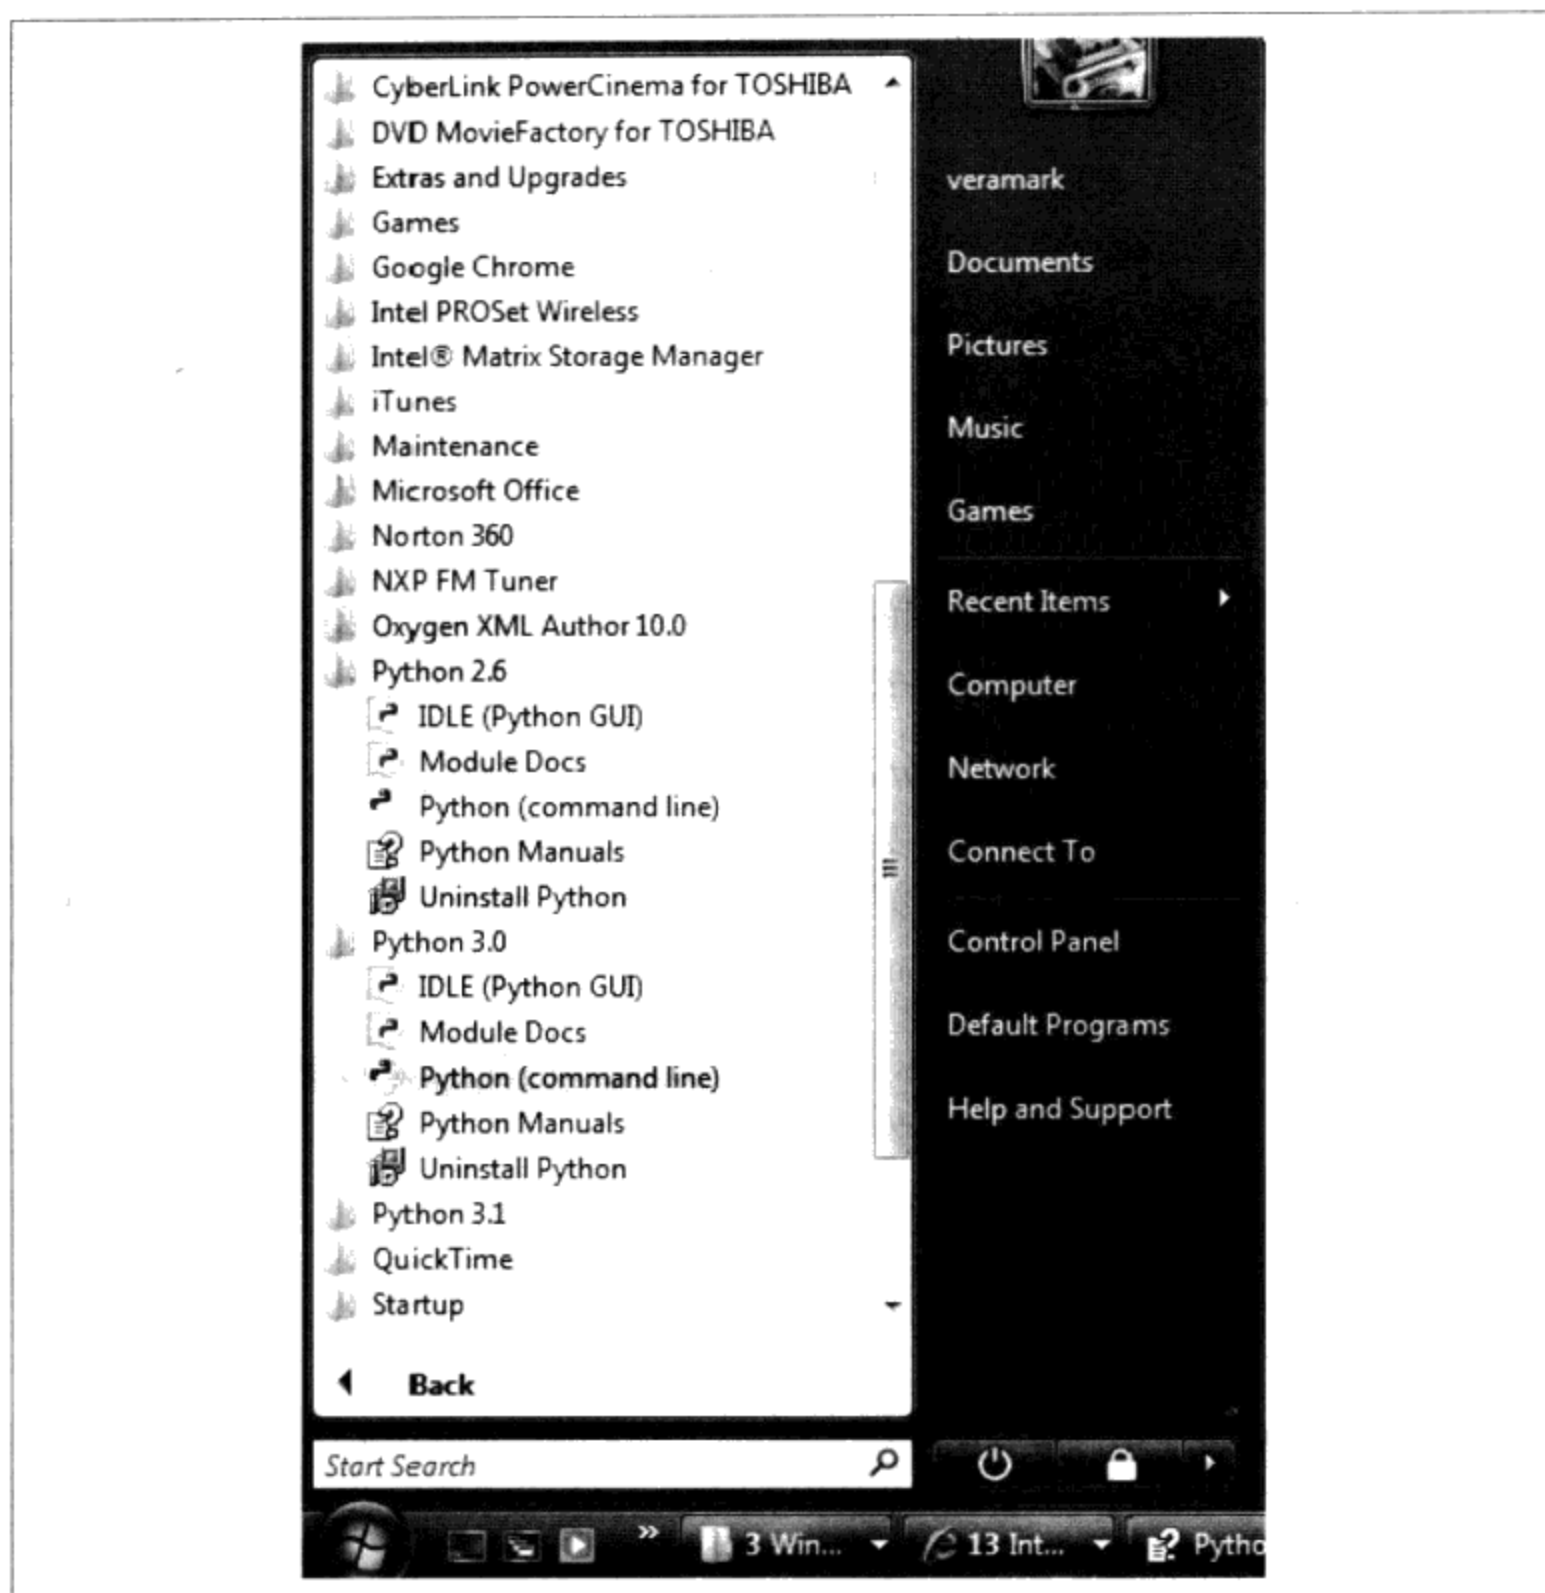 CyberLink PowerCinema for TOSHIBA
DVD MovieFactory for TOSHIBA
Extras and Upgrades
Games
Google Chrome
Intel PROSet Wireless
Intel® Matrix Storage Manager
iTunes
Maintenance
Microsoft Office
Norton 360
NXP FM Tuner
Oxygen XML Author 10.0
Python 2.6
IDLE (Python GUI)
Module Docs
Python (command line)
Python Manuals
Uninstall Python
Python 3.0
IDLE (Python GUI)
Module Docs
Python (command line)
Python Manuals
Uninstall Python
Python 3.1
QuickTime
Startup
Back
Start Search
veramark
Documents
Pictures
Music
Games
Recent Items
Computer
Network
Connect To
Control Panel
Default Programs
Help and Support
3 Win...
13 Int...
Pytho